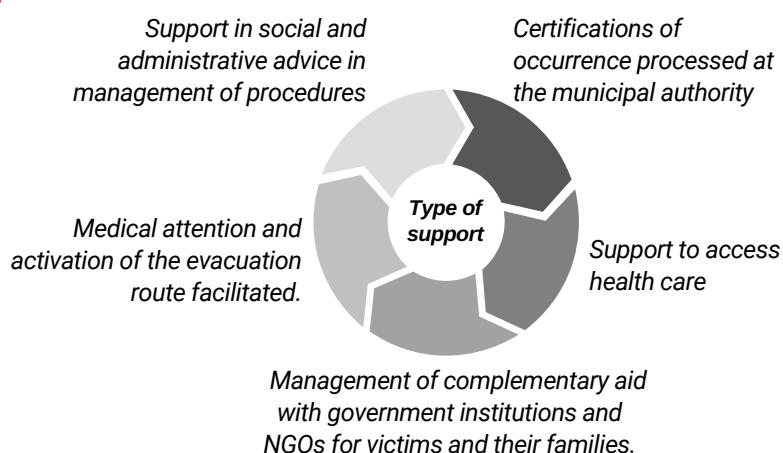 Support in social and
administrative advice in
management of procedures
Certifications of
occurrence processed at
the municipal authority
Type of
support
Medical attention and
activation of the evacuation
route facilitated.
Support to access
health care
Management of complementary aid
with government institutions and
NGOs for victims and their families.